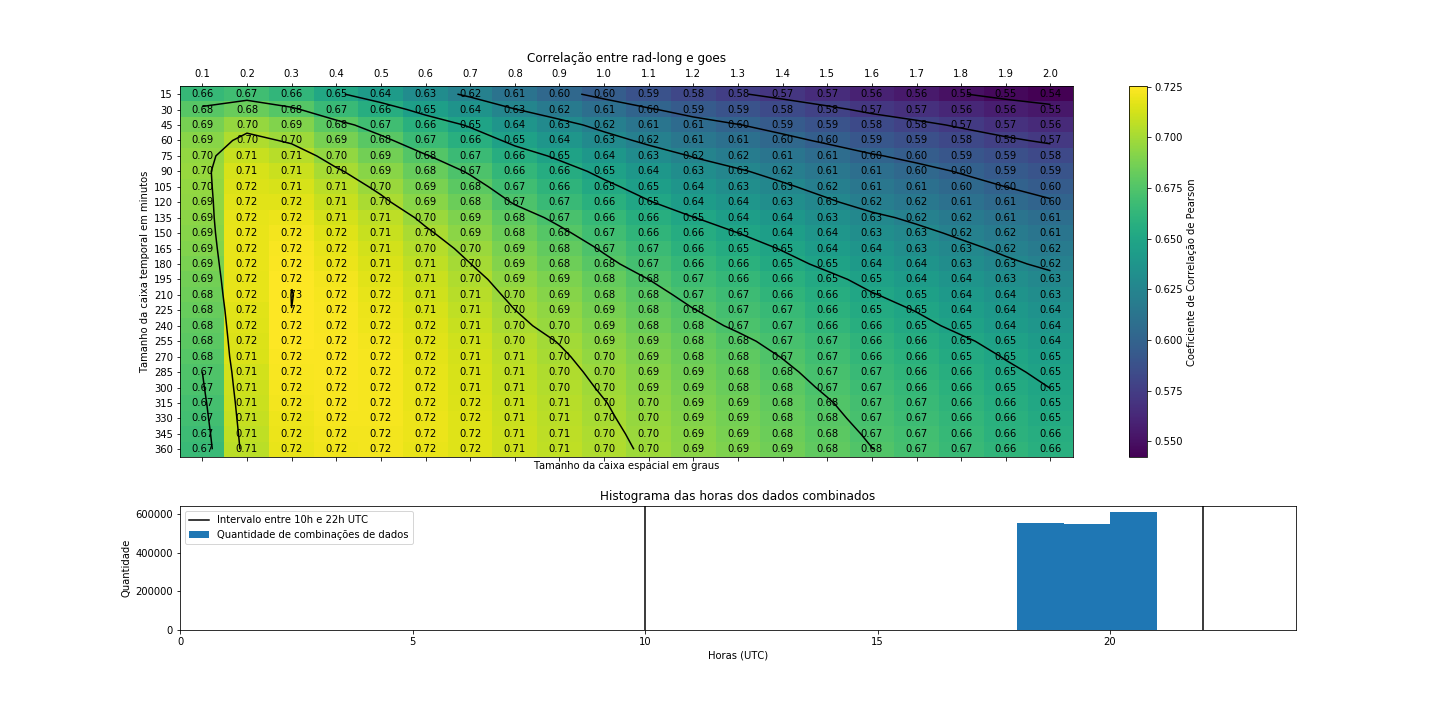 Correlação entre rad-long e goes
0.1 0.2 0.3 0.4 0.5 0.6 0.7 0.8 0.9 1.0 1.1 1.2 1.3 1.4 1.5 1.6 1.7 1.8 1.9 2.0
15 0.66 0.67 0.66 0.65 0.64 0.63 0.62 0.61 0.60 0.60 0.59 0.58 0.58 0.57 0.57 0.56 0.56 0.55 0.55 0.54
30 0.68 0.68 0.68 0.67 0.66 0.65 0.64 0.63 0.62 0.61 0.60 0.59 0.59 0.58 0.58 0.57 0.57 0.56 0.56 0.55
45 0.69 0.70 0.69 0.68 0.67 0.66 0.65 0.64 0.63 0.62 0.61 0.61 0.60 0.59 0.59 0.58 0.58 0.57 0.57 0.56
60 0.69 0.70 0.70 0.69 0.68 0.67 0.66 0.65 0.64 0.63 0.62 0.61 0.61 0.60 0.60 0.59 0.59 0.58 0.58 0.57
75 0.70 0.71 0.71 0.70 0.69 0.68 0.67 0.66 0.65 0.64 0.63 0.62 0.62 0.61 0.61 0.60 0.60 0.59 0.59 0.58
90 0.70 0.71 0.71 0.70 0.69 0.68 0.67 0.66 0.66 0.65 0.64 0.63 0.63 0.62 0.61 0.61 0.60 0.60 0.59 0.59
105 0.70 0.72 0.71 0.71 0.70 0.69 0.68 0.67 0.66 0.65 0.65 0.64 0.63 0.63 0.62 0.61 0.61 0.60 0.60 0.60
120 0.69 0.72 0.72 0.71 0.70 0.69 0.68 0.67 0.67 0.66 0.65 0.64 0.64 0.63 0.63 0.62 0.62 0.61 0.61 0.60
135 0.69 0.72 0.72 0.71 0.71 0.70 0.69 0.68 0.67 0.66 0.66 0.65 0.64 0.64 0.63 0.63 0.62 0.62 0.61 0.61
150 0.69 0.72 0.72 0.72 0.71 0.70 0.69 0.68 0.68 0.67 0.66 0.66 0.65 0.64 0.64 0.63 0.63 0.62 0.62 0.61
165 0.69 0.72 0.72 0.72 0.71 0.70 0.70 0.69 0.68 0.67 0.67 0.66 0.65 0.65 0.64 0.64 0.63 0.63 0.62 0.62
180 0.69 0.72 0.72 0.72 0.71 0.71 0.70 0.69 0.68 0.68 0.67 0.66 0.66 0.65 0.65 0.64 0.64 0.63 0.63 0.62
195 0.69 0.72 0.72 0.72 0.72 0.71 0.70 0.69 0.69 0.68 0.68 0.67 0.66 0.66 0.65 0.65 0.64 0.64 0.63 0.63
210 0.68 0.72 0.73 0.72 0.72 0.71 0.71 0.70 0.69 0.68 0.68 0.67 0.67 0.66 0.66 0.65 0.65 0.64 0.64 0.63
225 0.68 0.72 0.72 0.72 0.72 0.71 0.71 0.70 0.69 0.69 0.68 0.68 0.67 0.66 0.66 0.65 0.65 0.64 0.64 0.64
240 0.68 0.72 0.72 0.72 0.72 0.71 0.71 0.70 0.70 0.69 0.68 0.68 0.67 0.67 0.66 0.66 0.65 0.65 0.64 0.64
255 0.68 0.71 0.72 0.72 0.72 0.72 0.71 0.70 0.70 0.69 0.69 0.68 0.68 0.67 0.67 0.66 0.66 0.65 0.65 0.64
270 0.68 0.71 0.72 0.72 0.72 0.72 0.71 0.71 0.70 0.70 0.69 0.68 0.68 0.67 0.67 0.66 0.66 0.65 0.65 0.65
285 0.67 0.71 0.72 0.72 0.72 0.72 0.71 0.71 0.70 0.70 0.69 0.69 0.68 0.68 0.67 0.67 0.66 0.66 0.65 0.65
300 0.67 0.71 0.72 0.72 0.72 0.72 0.71 0.71 0.70 0.70 0.69 0.69 0.68 0.68 0.67 0.67 0.66 0.66 0.65 0.65
315 0.67 0.71 0.72 0.72 0.72 0.72 0.71 0.71 0.71 0.70 0.70 0.69 0.69 0.68 0.68 0.67 0.67 0.66 0.66 0.65
330 0.67 0.71 0.72 0.72 0.72 0.72 0.72 0.71 0.71 0.70 0.70 0.69 0.69 0.68 0.68 0.67 0.67 0.66 0.66 0.65
345 0.67 0.71 0.72 0.72 0.72 0.72 0.72 0.71 0.71 0.70 0.70 0.69 0.69 0.68 0.68 0.67 0.67 0.66 0.66 0.66
360 0.67 0.71 0.72 0.72 0.72 0.72 0.72 0.71 0.71 0.70 0.70 0.69 0.69 0.69 0.68 0.68 0.67 0.67 0.66 0.66
Tamanho da caixa temporal em minutos
Tamanho da caixa espacial em graus
0.725
0.700
0.675
0.650
0.625
0.600
0.575
0.550
Coeficiente de Correlação de Pearson
Histograma das horas dos dados combinados
Intervalo entre 10h e 22h UTC
Quantidade de combinações de dados
600000
400000
200000
0
Quantidade
0 5 10 15 20
Horas (UTC)